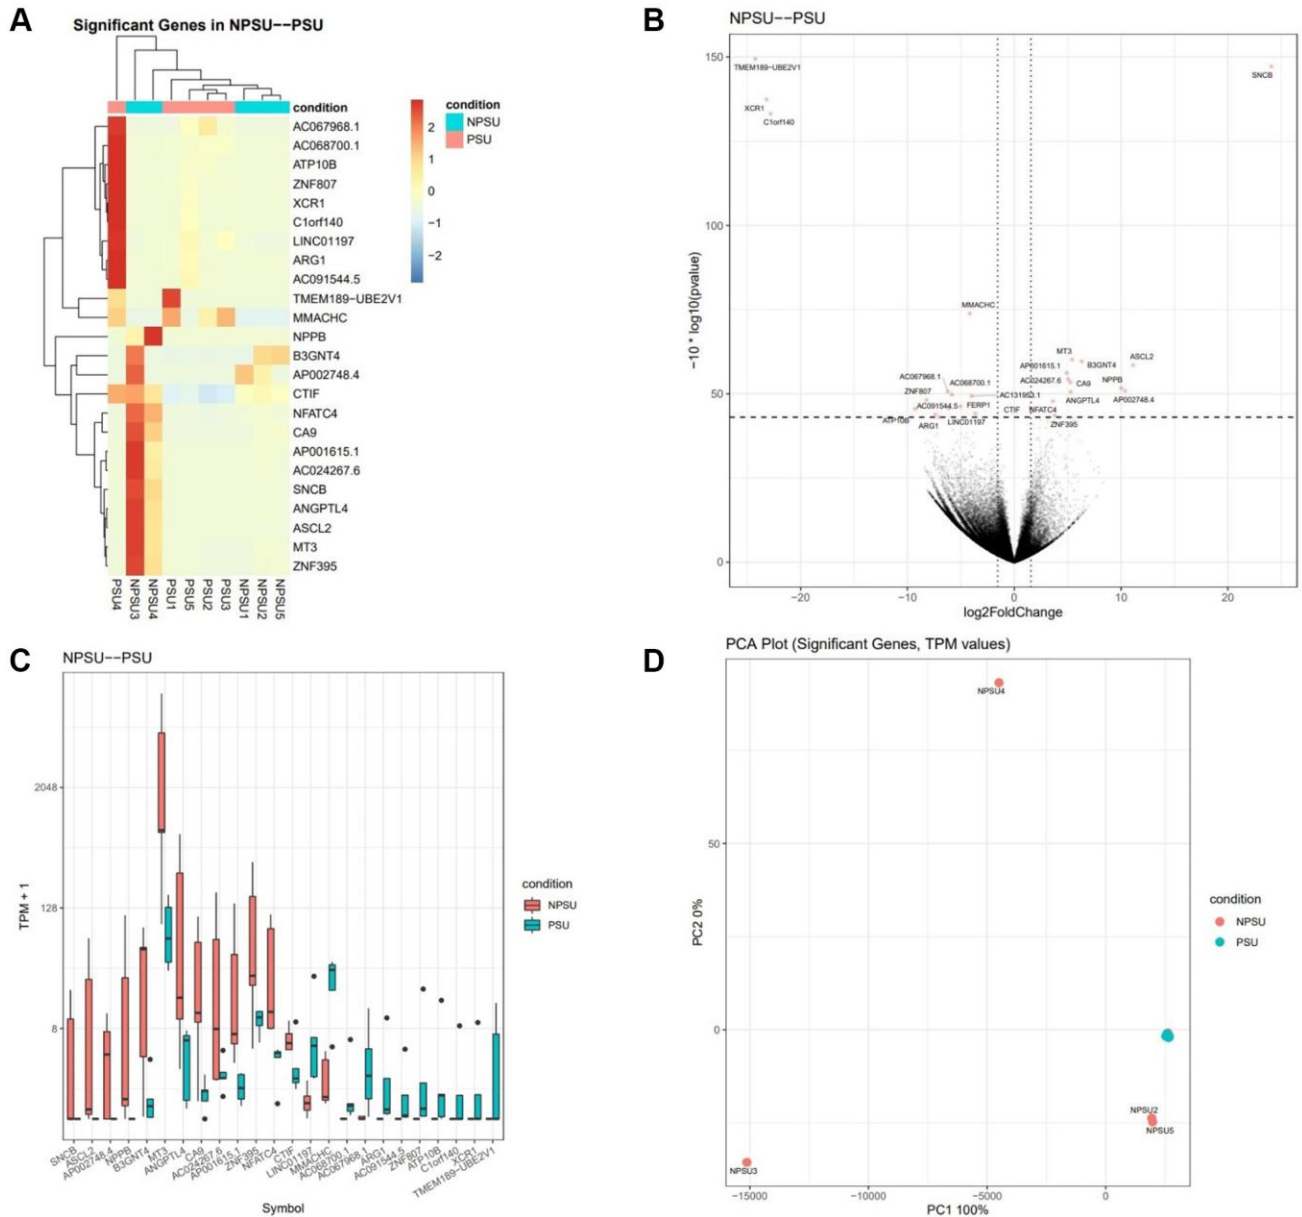 A
Significant Genes in NPSU−−PSU
condition
AC067968.1
AC068700.1
ATP10B
ZNF807
XCR1
C1orf140
LINC01197
ARG1
AC091544.5
TMEM189−UBE2V1
MMACHC
NPPB
B3GNT4
AP002748.4
CTIF
NFATC4
CA9
AP001615.1
AC024267.6
SNCB
ANGPTL4
ASCL2
MT3
ZNF395
PSU4
NPSU3
NPSU4
PSU1
PSU5
PSU2
PSU3
NPSU1
NPSU2
NPSU5
2
1
0
−1
−2
condition
NPSU
PSU
B
NPSU−−PSU
−10 * log10(pvalue)
150
100
50
0
TMEM189−UBE2V1
SNCB
XCR1
C1orf140
MMACHC
MT3
B3GNT4
ASCL2
AP001615.1
AC067968.1
AC068700.1
AC024267.6
CA9
NPPB
ZNF807
AC131953.1
ANGPTL4
AP002748.4
AC091544.5
FERP1
CTIF
NFATC4
ATP10B
ARG1
LINC01197
ZNF395
−20
−10
0
10
20
log2FoldChange
C
NPSU−−PSU
TPM + 1
2048
128
8
SNCB
ASCL2
AP002748.4
NPPB
B3GNT4
MT3
ANGPTL4
CA9
AC024267.6
AP001615.1
ZNF395
NFATC4
CTIF
LINC01197
MMACHC
AC068700.1
AC067968.1
ARG1
AC091544.5
ZNF807
ATP10B
C1orf140
XCR1
TMEM189−UBE2V1
Symbol
condition
NPSU
PSU
D
PCA Plot (Significant Genes, TPM values)
PC2 0%
50
0
NPSU4
NPSU2
NPSU5
NPSU3
−15000
−10000
−5000
0
PC1 100%
condition
NPSU
PSU